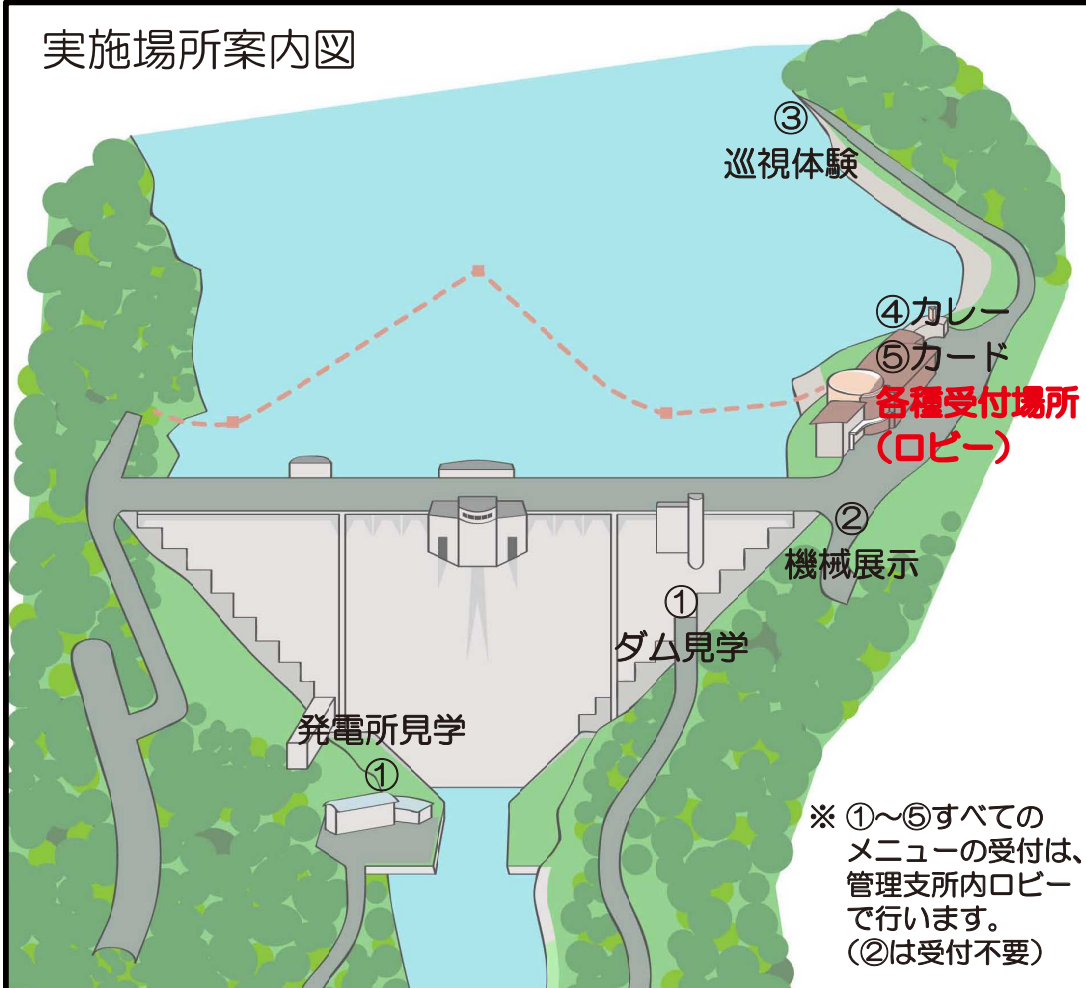 実施場所案内図
③
巡視体験
④カレー
⑤カード
各種受付場所
(ロビー)
②
機械展示
①
ダム見学
発電所見学
①
※ ①～⑤すべての
メニューの受付は、
管理支所内ロビー
で行います。
(②は受付不要)